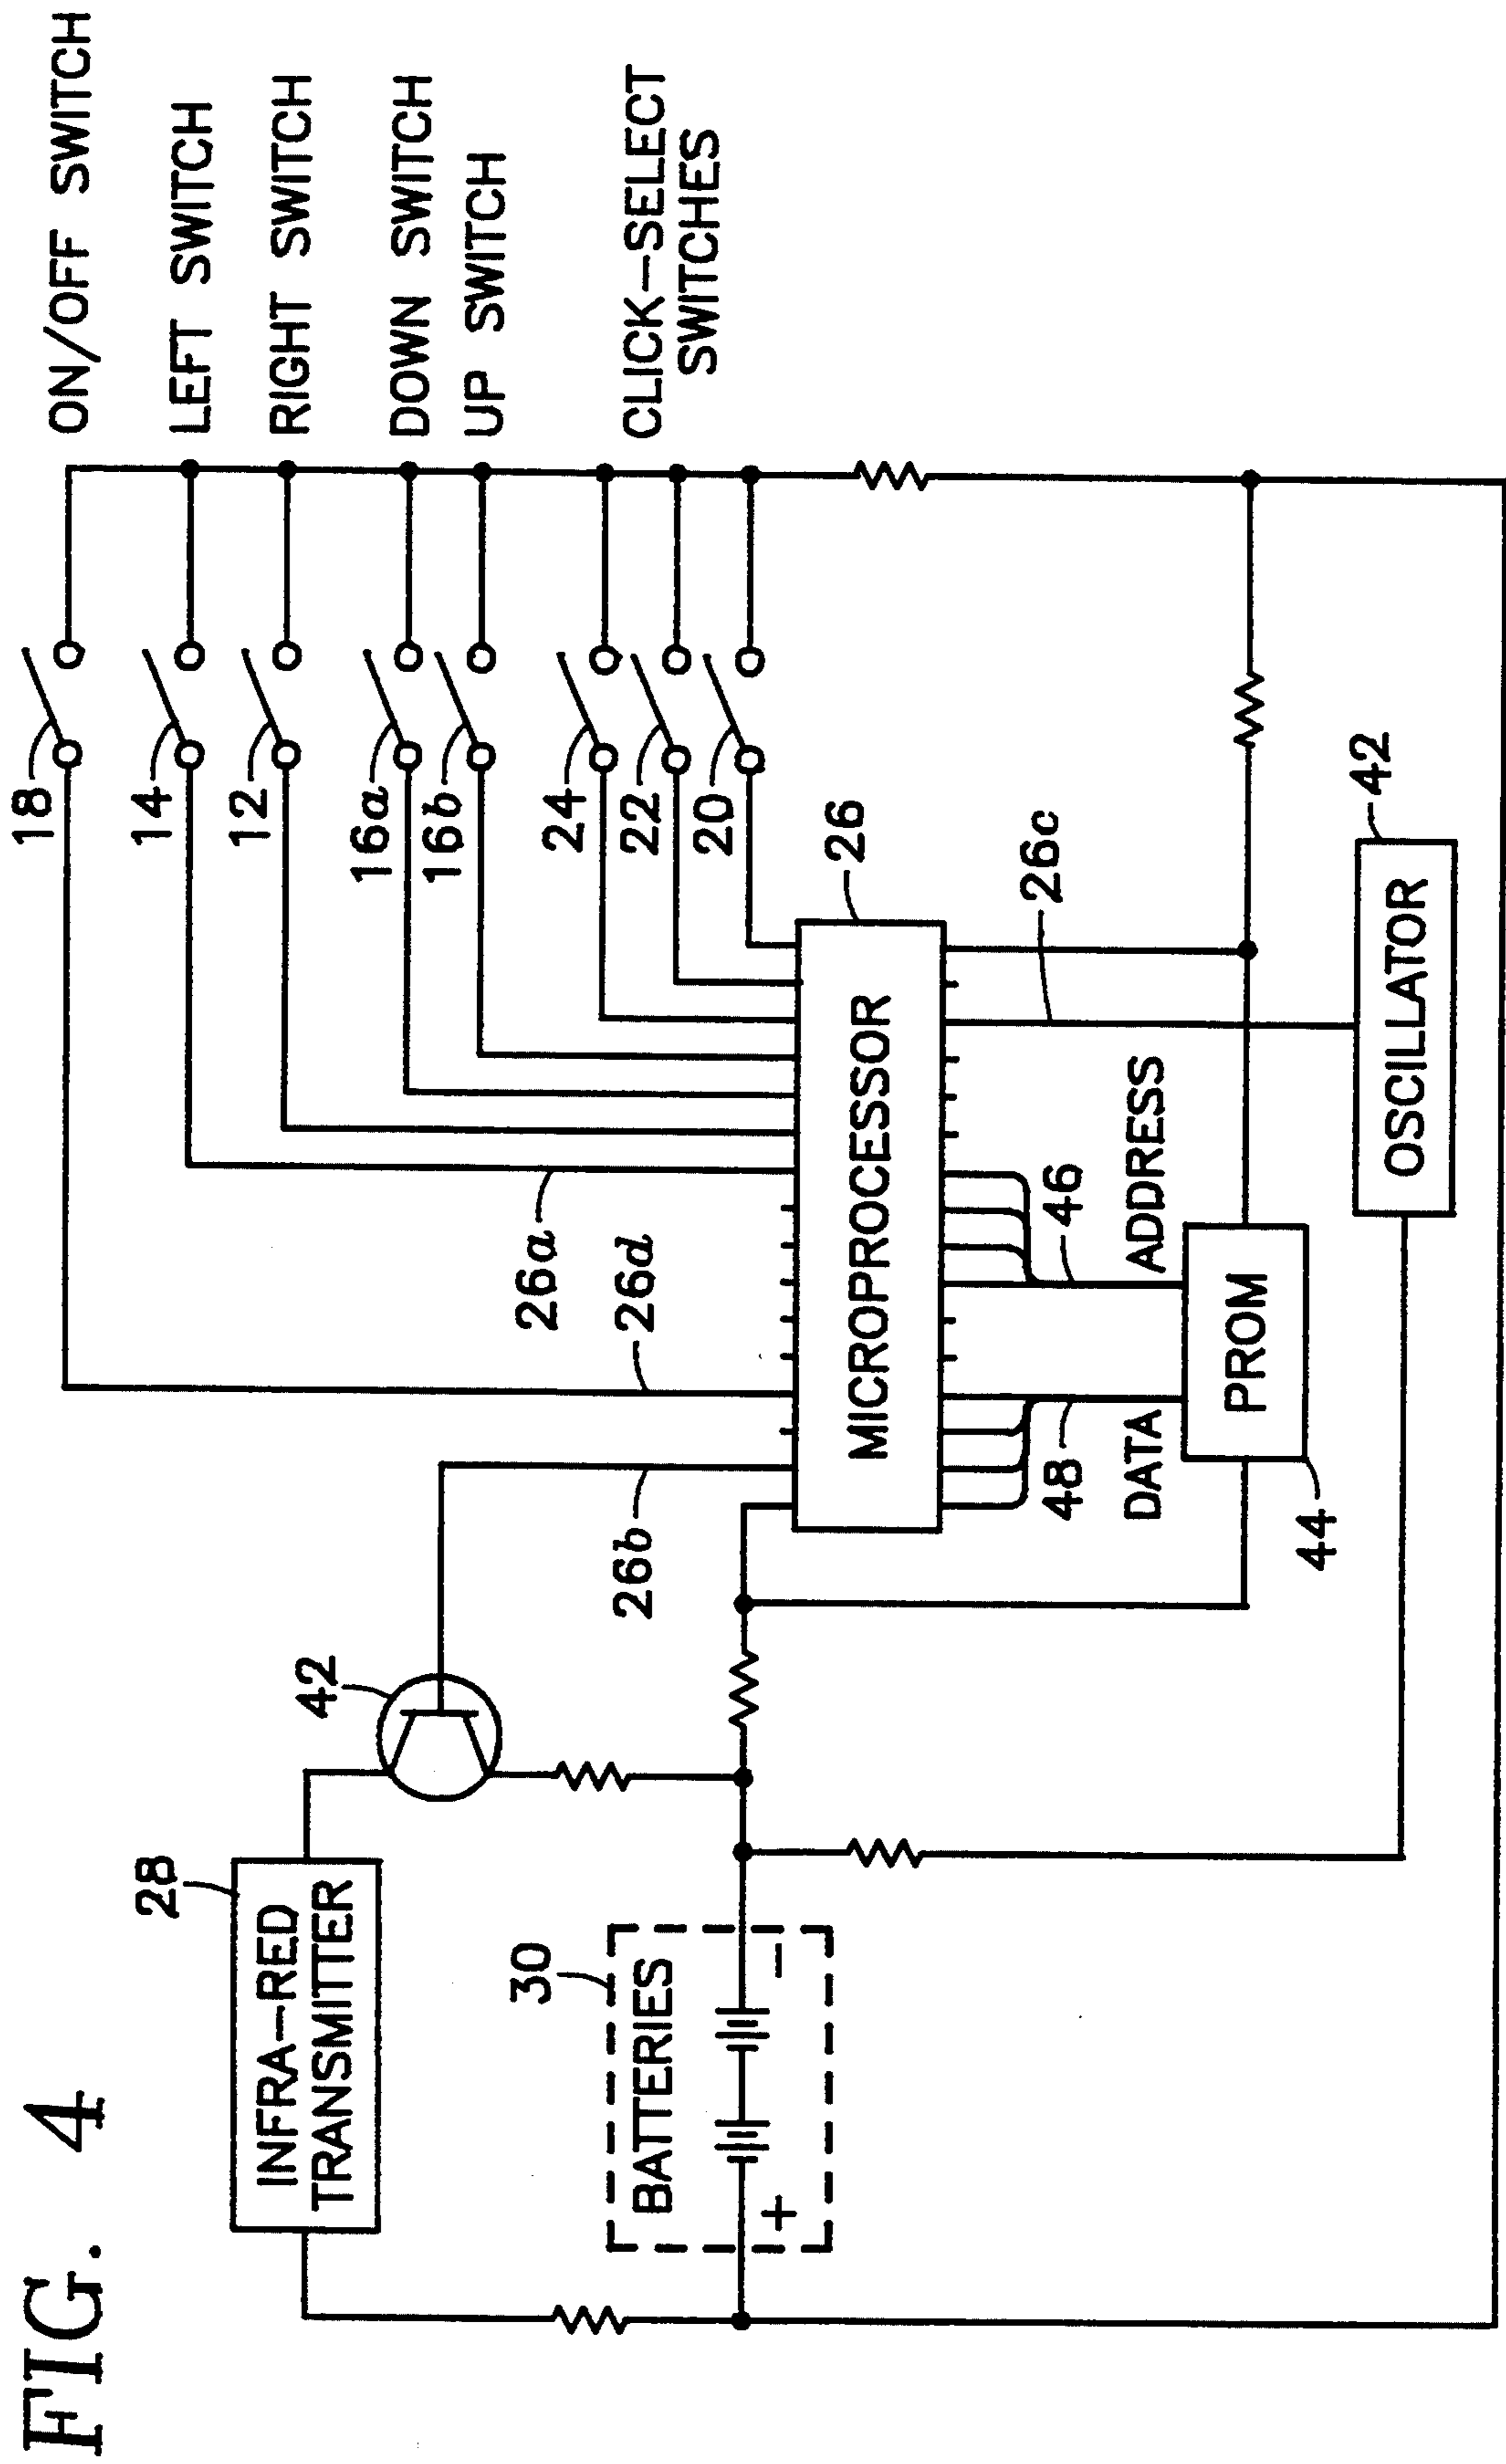 FIG. 4
ON/OFF SWITCH
18
LEFT SWITCH
14
RIGHT SWITCH
12
DOWN SWITCH
16a
UP SWITCH
16b
CLICK—SELECT
SWITCHES
24
22
20
28
INFRA—RED
TRANSMITTER
42
26a
26d
26b
30
BATTERIES
+
−
26
MICROPROCESSOR
26c
48
DATA
46
ADDRESS
PROM
44
42
OSCILLATOR